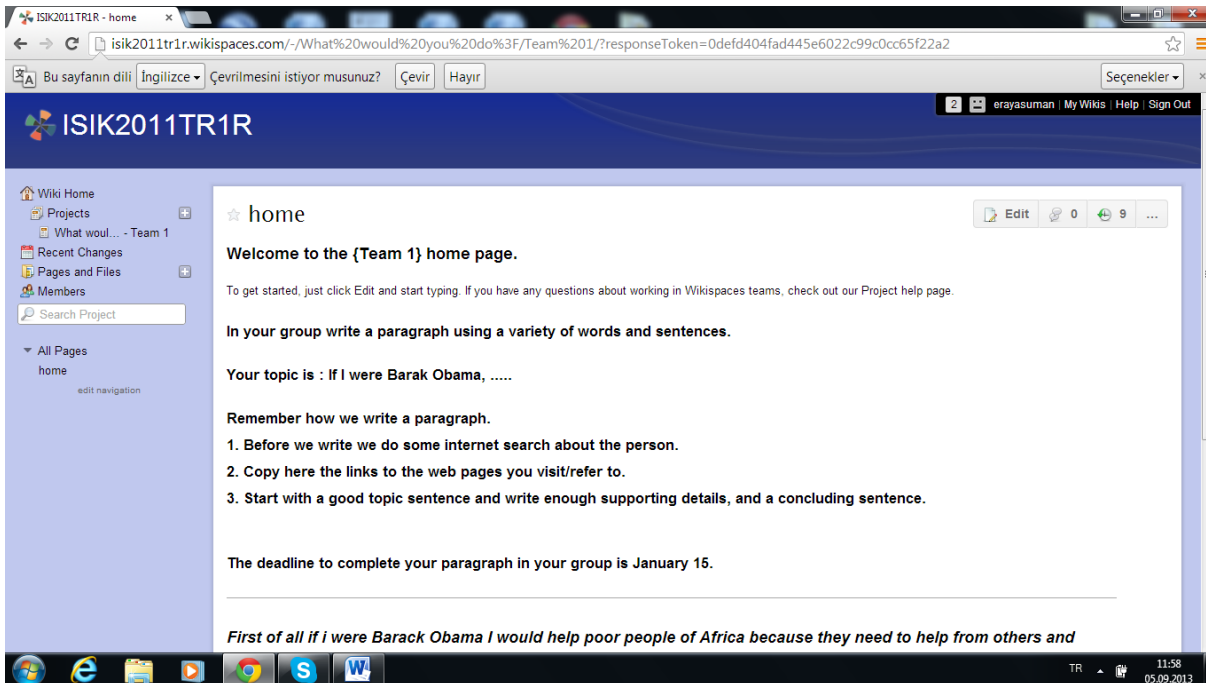 ISIK2011TR1R - home
isik2011tr1r.wikispaces.com/-/What%20would%20you%20do%3F/Team%201/?responseToken=0defd404fad445e6022c99c0cc65f22a2
Bu sayfanın dili İngilizce Çevrilmesini istiyor musunuz? Çevir Hayır Seçenekler
2 erayasuman | My Wikis | Help | Sign Out
ISIK2011TR1R
Wiki Home
Projects
What woul... - Team 1
Recent Changes
Pages and Files
Members
Search Project
All Pages
home
edit navigation
home
Edit 0 9 ...
Welcome to the {Team 1} home page.
To get started, just click Edit and start typing. If you have any questions about working in Wikispaces teams, check out our Project help page.
In your group write a paragraph using a variety of words and sentences.
Your topic is : If I were Barak Obama, .....
Remember how we write a paragraph.
1. Before we write we do some internet search about the person.
2. Copy here the links to the web pages you visit/refer to.
3. Start with a good topic sentence and write enough supporting details, and a concluding sentence.
The deadline to complete your paragraph in your group is January 15.
First of all if i were Barack Obama I would help poor people of Africa because they need to help from others and
TR 11:58
05.09.2013